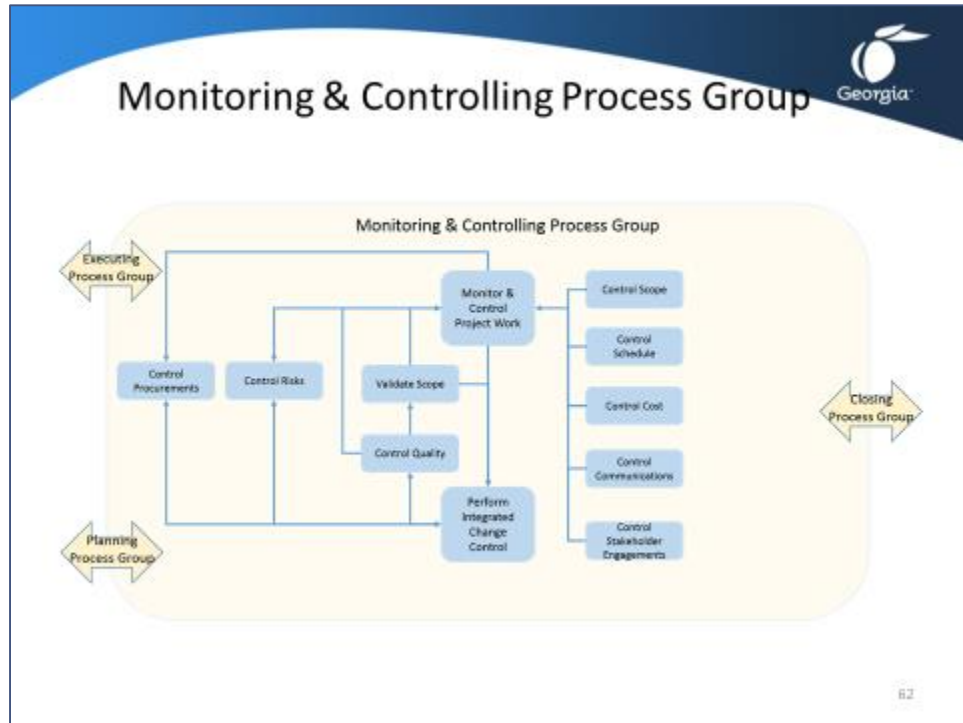 Monitoring & Controlling Process Group
Georgia
Monitoring & Controlling Process Group
Executing
Process Group
Monitor &
Control
Project Work
Control Scope
Control
Schedule
Control
Procurements
Control Risks
Validate Scope
Control Cost
Closing
Process Group
Control Quality
Control
Communications
Perform
Integrated
Change
Control
Control
Stakeholder
Engagements
Planning
Process Group
62